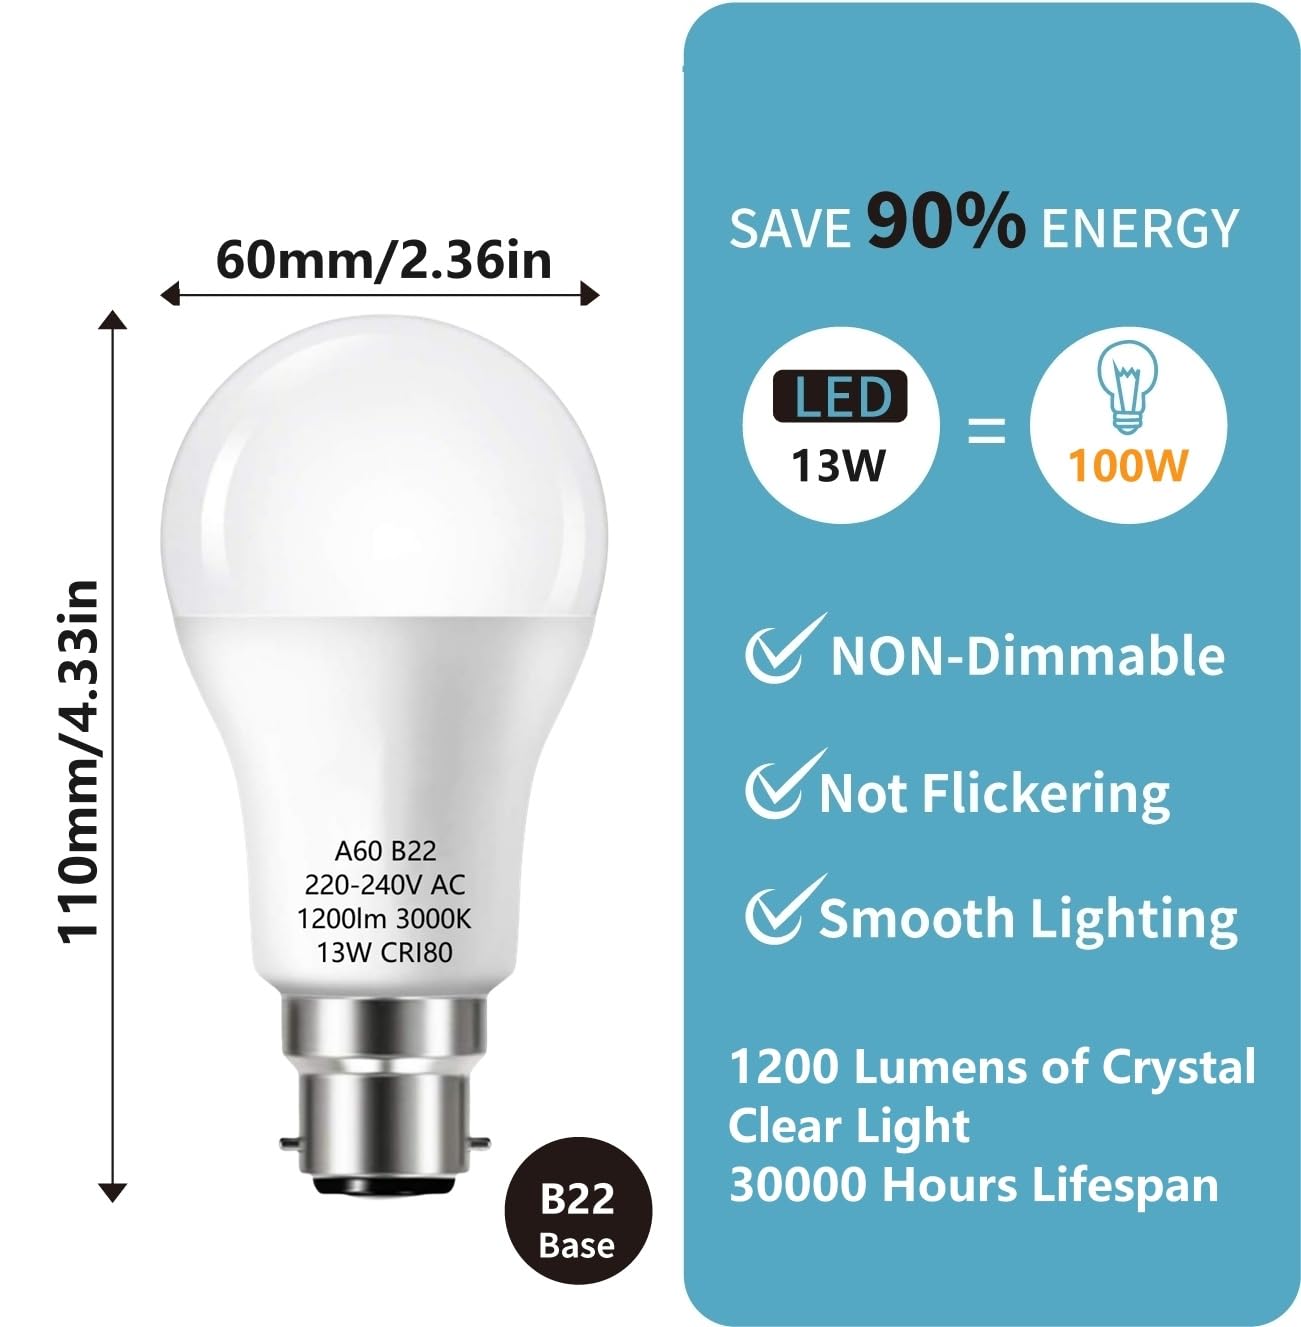 60mm/2.36in
110mm/4.33in
A60 B22
220-240V AC
1200lm 3000K
13W CRI80
B22
Base
SAVE 90% ENERGY
LED
13W
=
100W
NON-Dimmable
Not Flickering
Smooth Lighting
1200 Lumens of Crystal
Clear Light
30000 Hours Lifespan